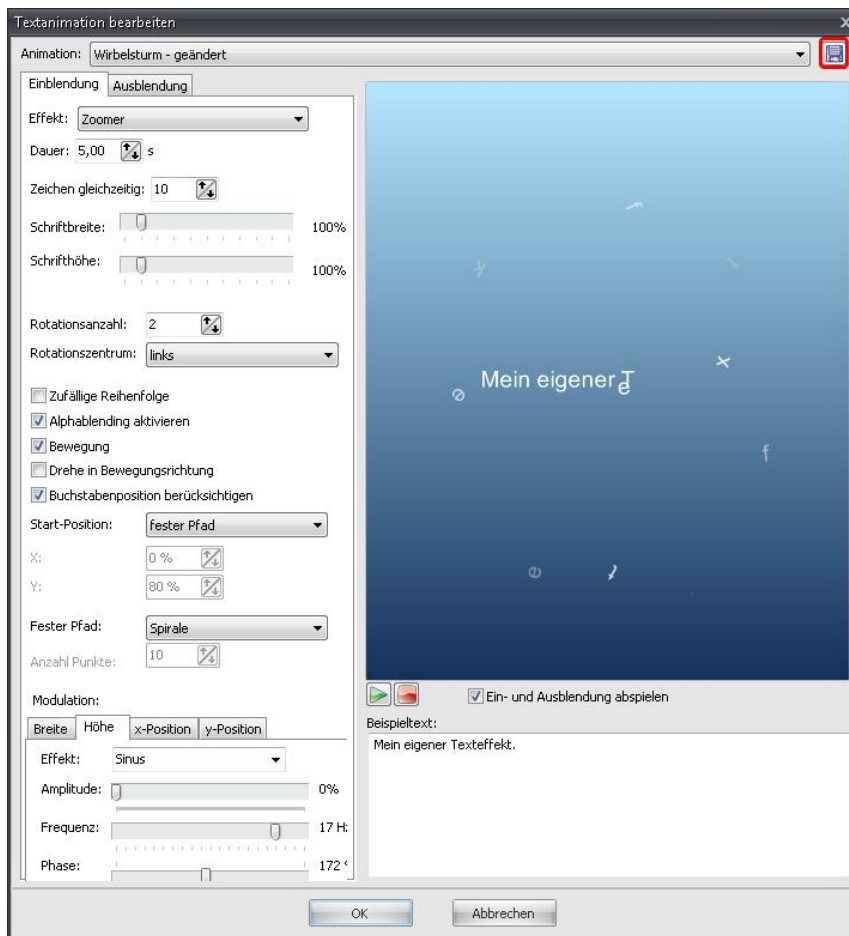 Textanimation bearbeiten x
Animation: Wirbelsturm - geändert
Einblendung Ausblendung
Effekt: Zoomer
Dauer: 5,00 s
Zeichen gleichzeitig: 10
Schriftbreite: 100%
Schrifthöhe: 100%
Rotationsanzahl: 2
Rotationszentrum: links
Zufällige Reihenfolge
Alphablending aktivieren
Bewegung
Drehe in Bewegungsrichtung
Buchstabenposition berücksichtigen
Start-Position: fester Pfad
X: 0 %
Y: 80 %
Fester Pfad: Spirale
Anzahl Punkte: 10
Modulation:
Breite Höhe x-Position y-Position
Effekt: Sinus
Amplitude: 0%
Frequenz: 17 Hz
Phase: 172 °
Mein eigener Te
x
f
f
e
t
y
e
Ein- und Ausblendung abspielen
Beispieltext:
Mein eigener Texteffekt.
OK Abbrechen